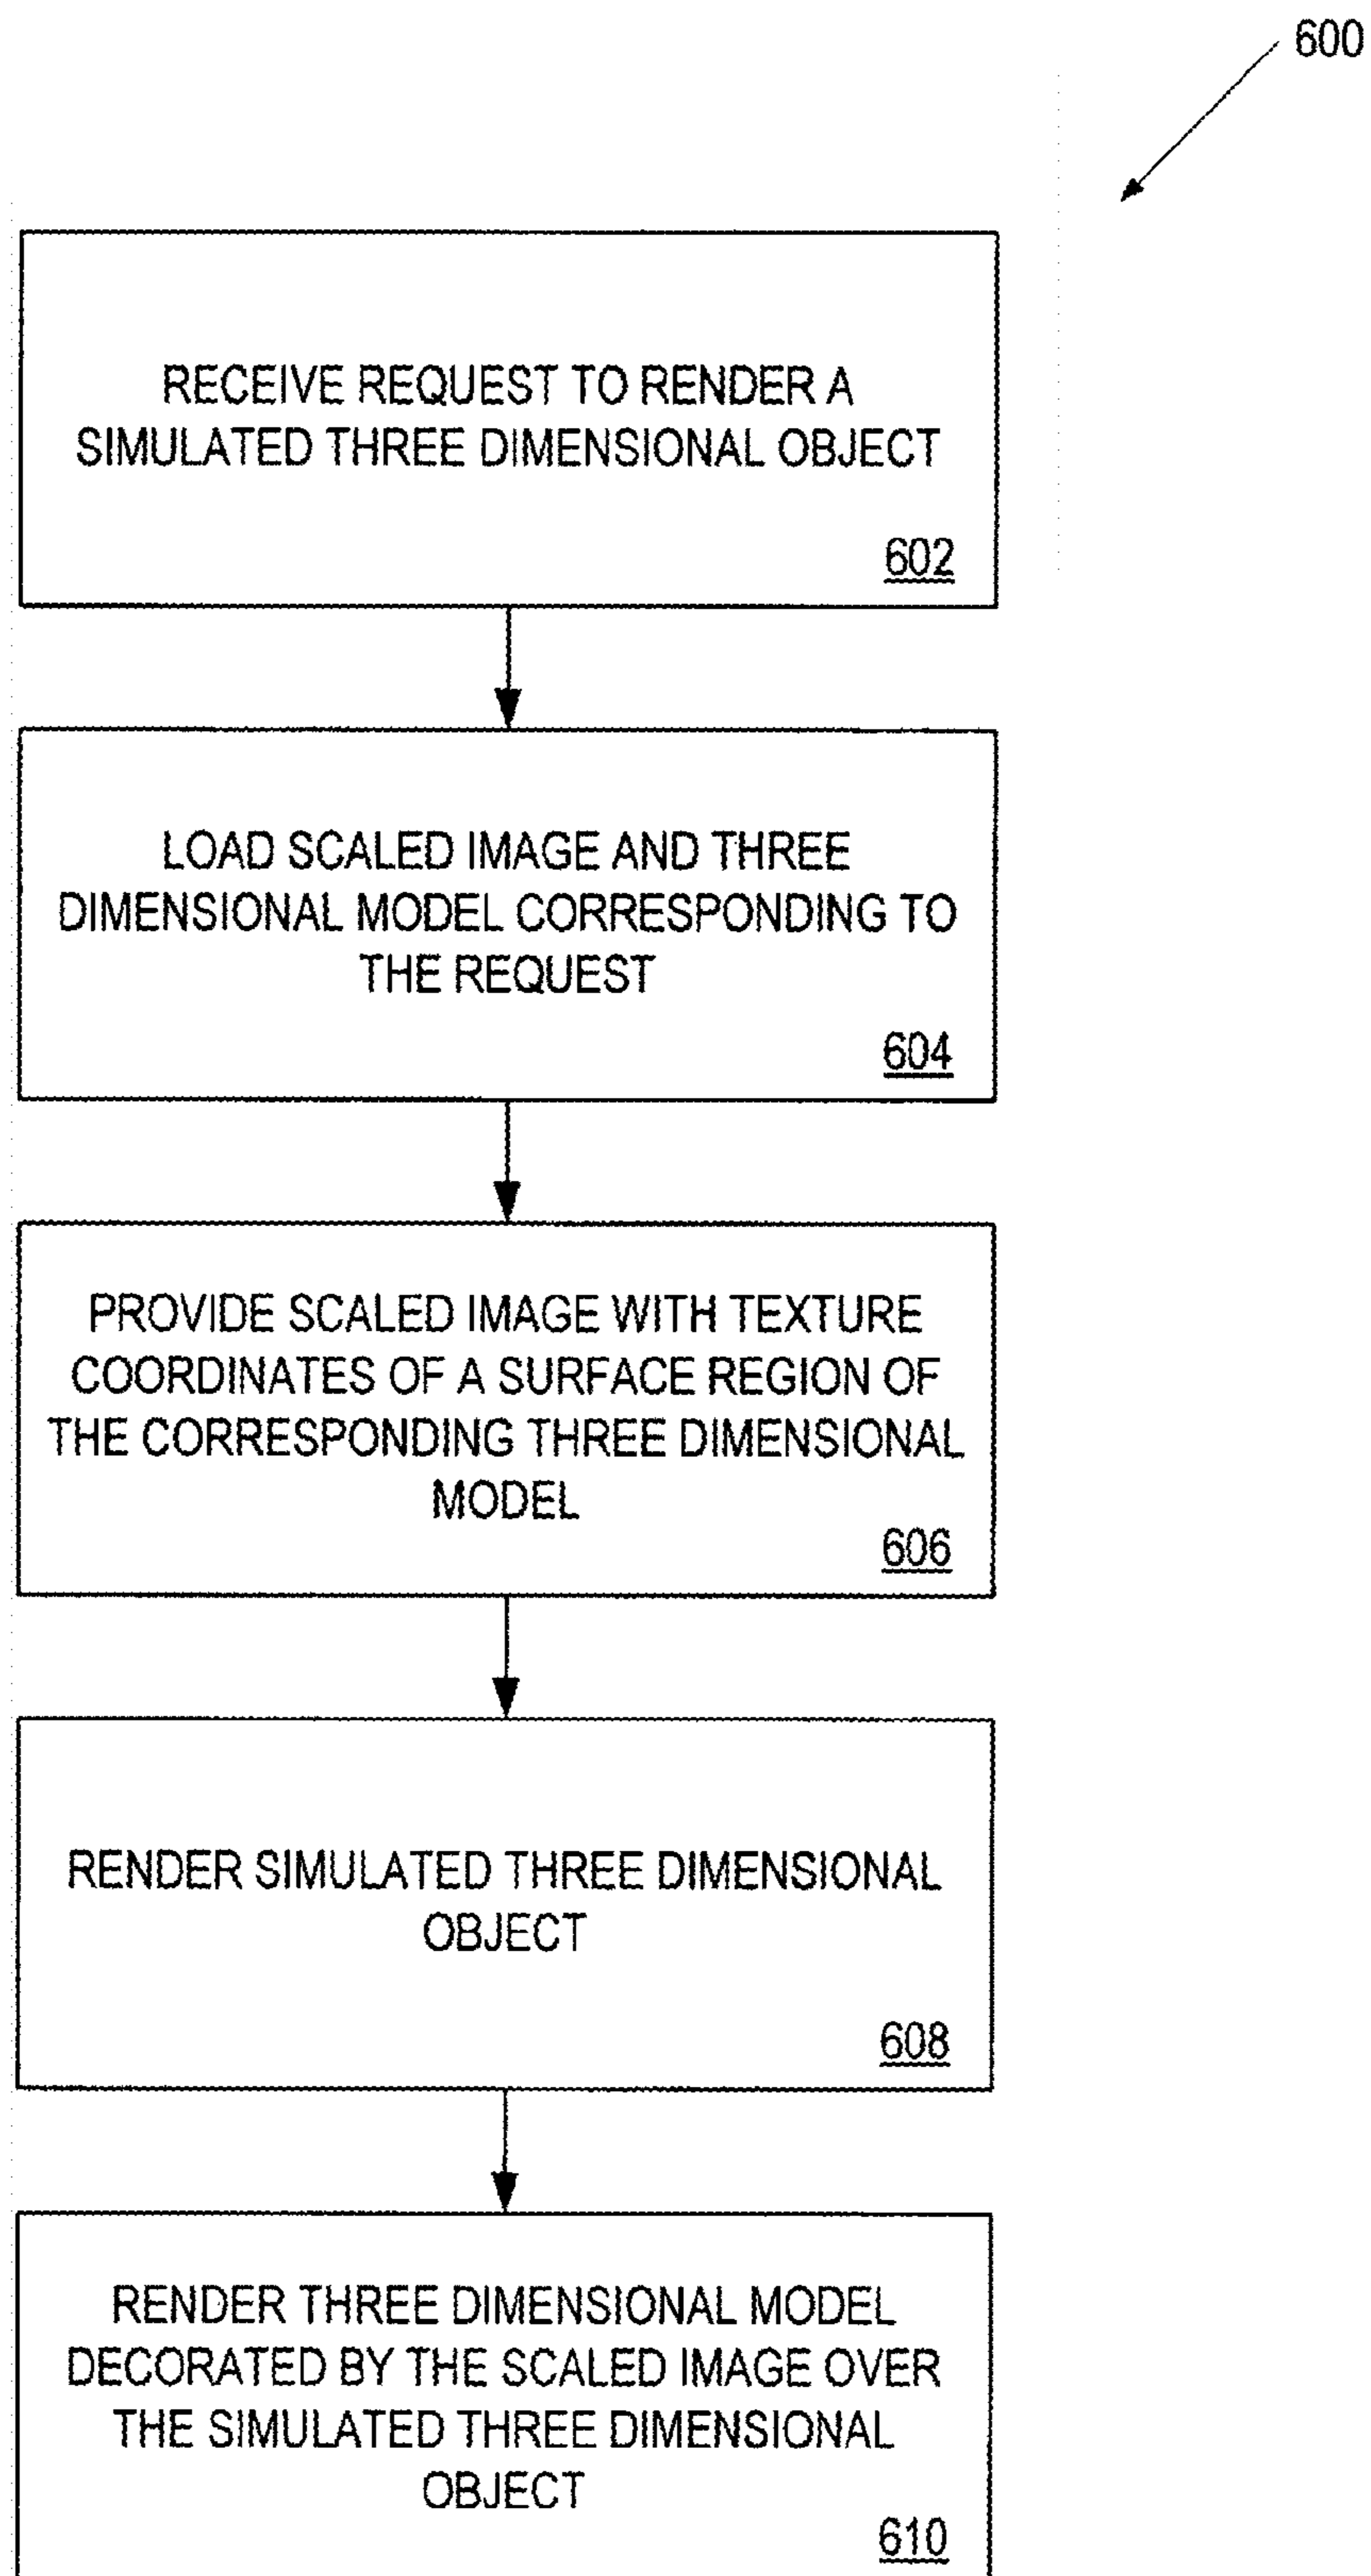 600
RECEIVE REQUEST TO RENDER A
SIMULATED THREE DIMENSIONAL OBJECT
602
LOAD SCALED IMAGE AND THREE
DIMENSIONAL MODEL CORRESPONDING TO
THE REQUEST
604
PROVIDE SCALED IMAGE WITH TEXTURE
COORDINATES OF A SURFACE REGION OF
THE CORRESPONDING THREE DIMENSIONAL
MODEL
606
RENDER SIMULATED THREE DIMENSIONAL
OBJECT
608
RENDER THREE DIMENSIONAL MODEL
DECORATED BY THE SCALED IMAGE OVER
THE SIMULATED THREE DIMENSIONAL
OBJECT
610